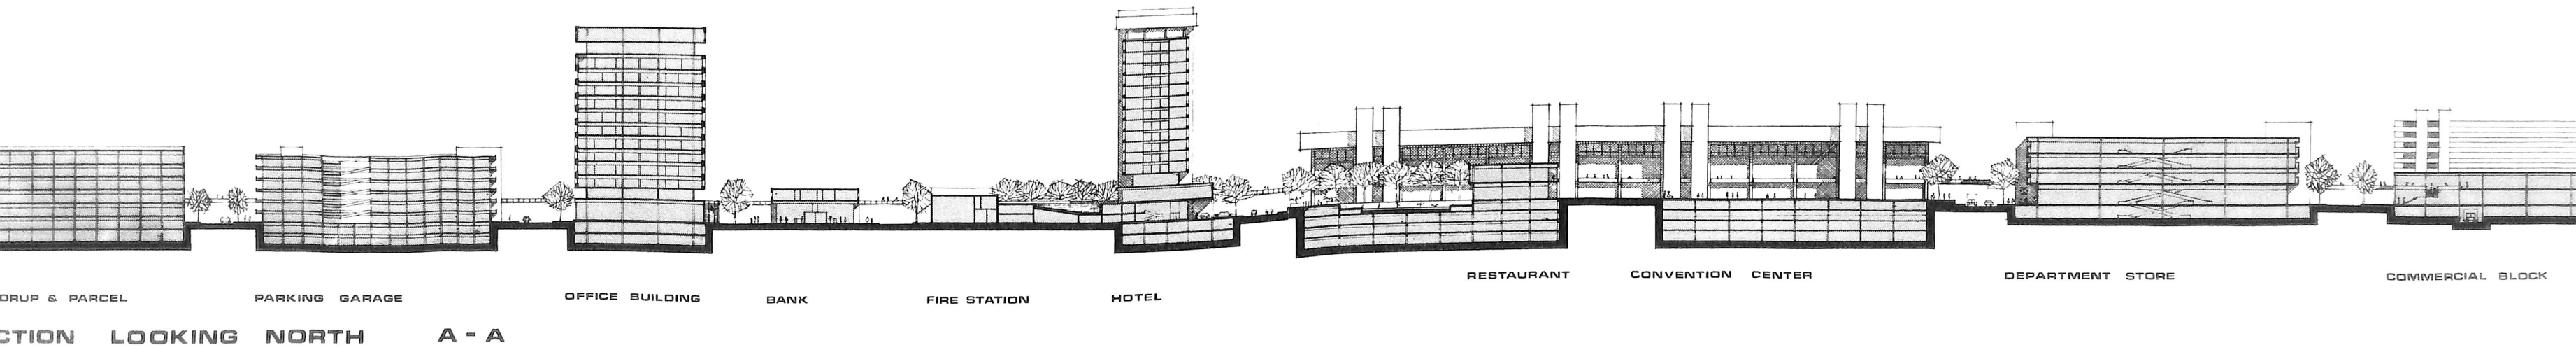 DRUP & PARCEL
PARKING GARAGE
OFFICE BUILDING
BANK
FIRE STATION
HOTEL
RESTAURANT
CONVENTION CENTER
DEPARTMENT STORE
COMMERCIAL BLOCK
CTION LOOKING NORTH A - A